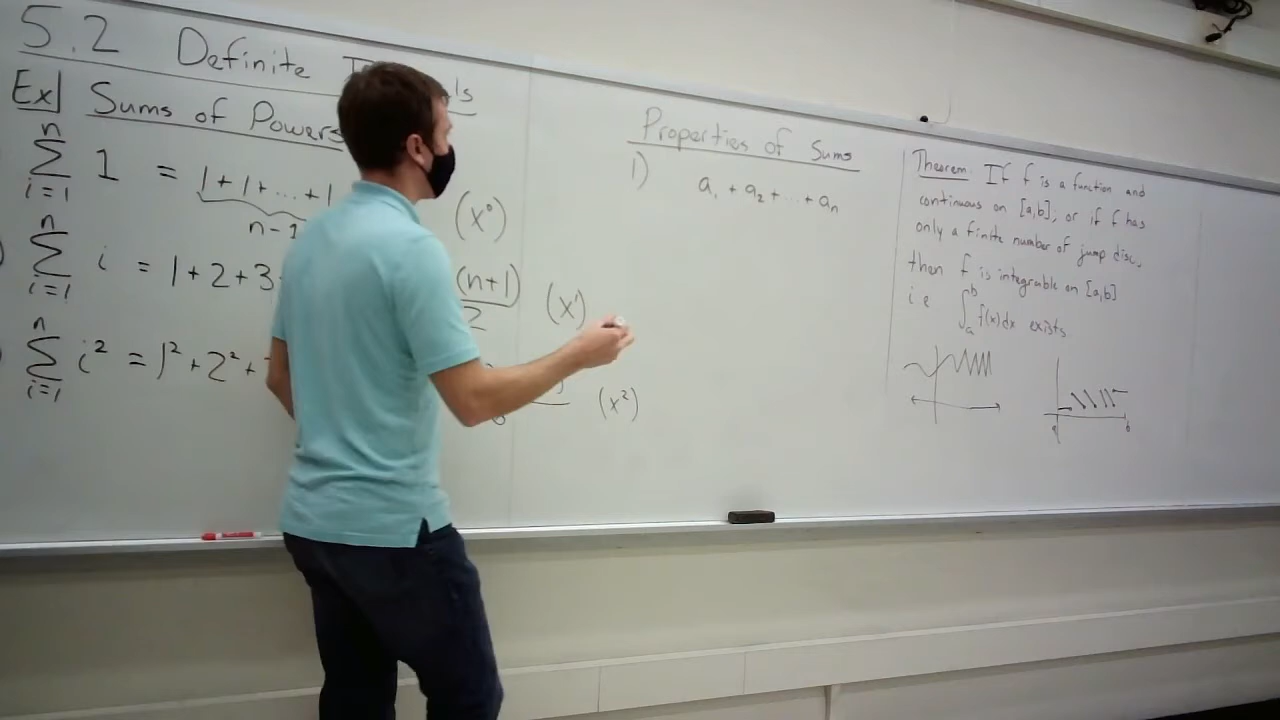 5.2 Definite I ls
Ex Sums of Powers
n
∑ 1 = 1+1+...+1 (x⁰)
i=1
n-1
n
∑ i = 1+2+3 (n+1) (x¹)
i=1 2
n
∑ i² = 1²+2²+ (x²)
i=1 6
Properties of Sums
1) a₁ + a₂ + ... + aₙ
Theorem: If f is a function and
continuous on [a,b]; or if f has
only a finite number of jump disc.
then f is integrable on [a,b]
i.e ∫ₐᵇ f(x)dx exists
a b